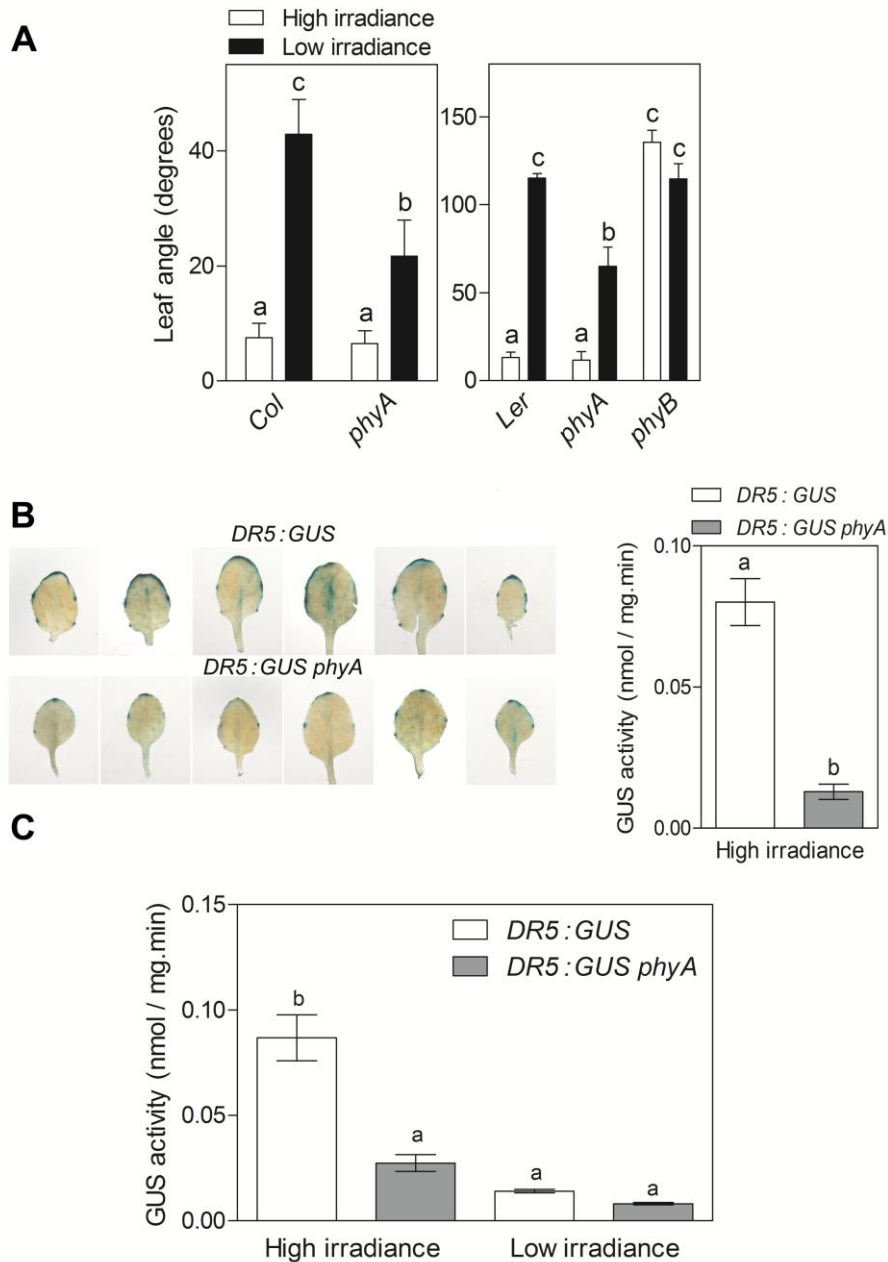 A
High irradiance
Low irradiance
Leaf angle (degrees)
40
20
0
a
c
a
b
Col
phyA
150
100
50
0
a
c
a
b
c
c
Ler
phyA
phyB
B
DR5:GUS
DR5:GUS phyA
DR5:GUS
DR5:GUS phyA
GUS activity (nmol / mg.min)
0.10
0.05
0.00
a
b
High irradiance
C
GUS activity (nmol / mg.min)
0.15
0.10
0.05
0.00
DR5:GUS
DR5:GUS phyA
b
a
a
a
High irradiance Low irradiance